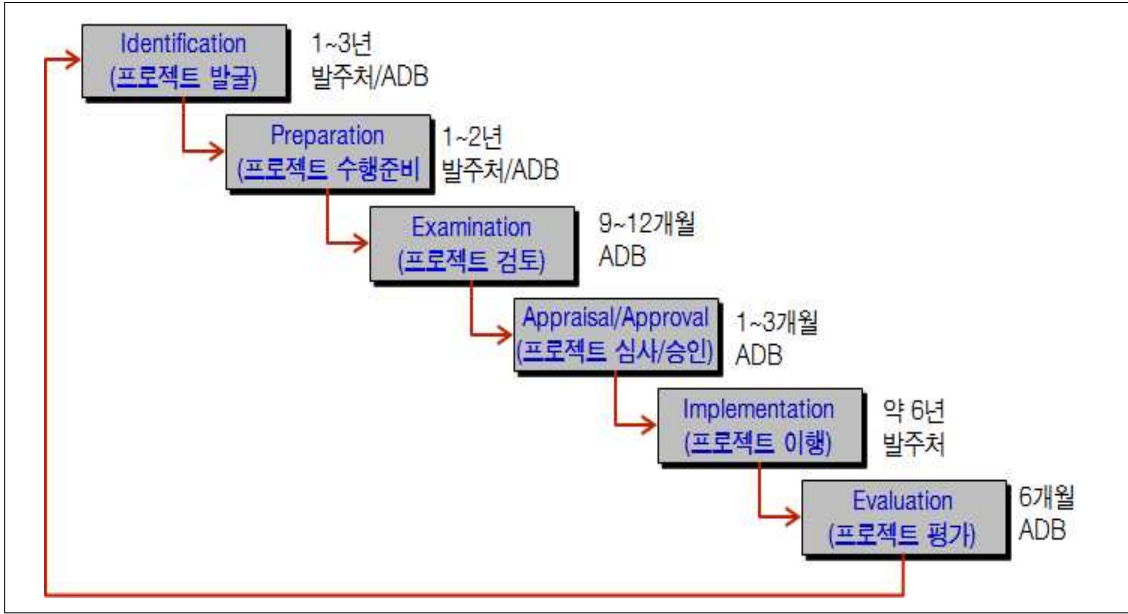 Identification
(프로젝트 발굴)
1~3년
발주처/ADB
Preparation
(프로젝트 수행준비
1~2년
발주처/ADB
Examination
(프로젝트 검토)
9~12개월
ADB
Appraisal/Approval
(프로젝트 심사/승인)
1~3개월
ADB
Implementation
(프로젝트 이행)
약 6년
발주처
Evaluation
(프로젝트 평가)
6개월
ADB